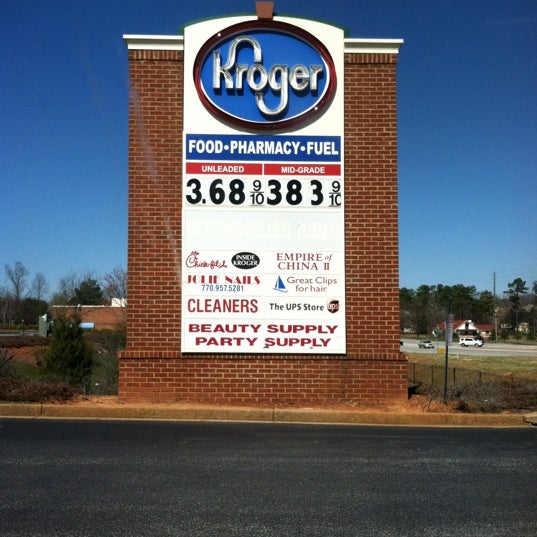 Kroger
FOOD•PHARMACY•FUEL
UNLEADED MID-GRADE
3.68 9/10 383 9/10
Chick-fil-A INSIDE KROGER
EMPIRE of CHINA II
JOLIE NAILS
770.957.5281
Great Clips for hair
CLEANERS
The UPS Store ups
BEAUTY SUPPLY
PARTY SUPPLY